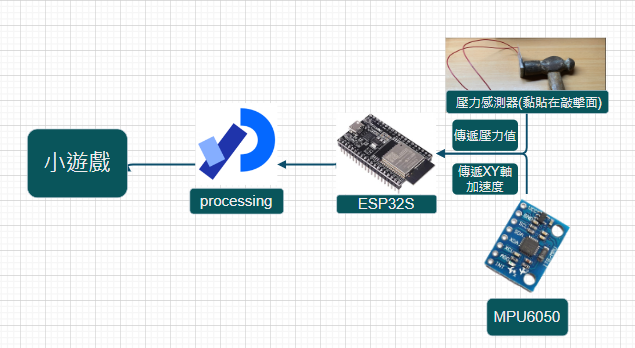 壓力感測器(黏貼在敲擊面)
傳遞壓力值
小遊戲
傳遞XY軸
加速度
processing
ESP32S
MPU6050